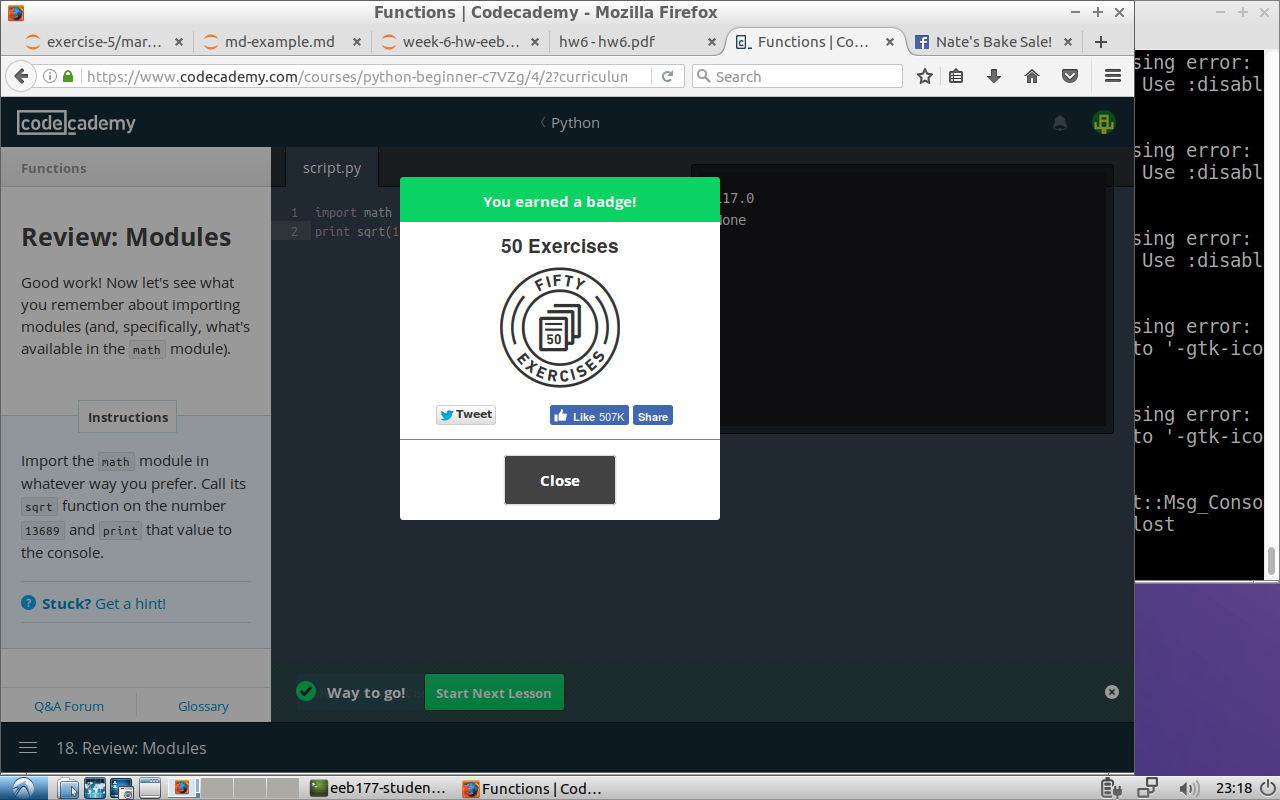 Functions | Codecademy - Mozilla Firefox
exercise-5/mar...
md-example.md
week-6-hw-eeb...
hw6 - hw6.pdf
Functions | Co...
Nate's Bake Sale!
https://www.codecademy.com/courses/python-beginner-c7VZg/4/2?curriculun
Search
codecademy
Python
Functions
script.py
Review: Modules
Good work! Now let's see what
you remember about importing
modules (and, specifically, what's
available in the math module).
Instructions
Import the math module in
whatever way you prefer. Call its
sqrt function on the number
13689 and print that value to
the console.
? Stuck? Get a hint!
Q&A Forum
Glossary
1 import math
2 print sqrt(1
17.0
None
You earned a badge!
50 Exercises
FIFTY
50
EXERCISES
Tweet
Like 507K
Share
Close
Way to go!
Start Next Lesson
18. Review: Modules
sing error:
Use :disabl
sing error:
Use :disabl
sing error:
Use :disabl
sing error:
to '-gtk-ico
sing error:
to '-gtk-ico
t::Msg_Conso
lost
eeb177-studen...
Functions | Cod...
23:18